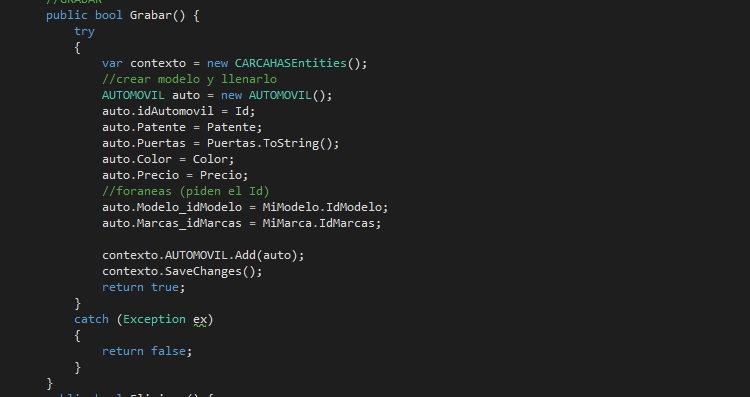 //GRABAR
public bool Grabar() {
try
{
var contexto = new CARCAHASEntities();
//crear modelo y llenarlo
AUTOMOVIL auto = new AUTOMOVIL();
auto.idAutomovil = Id;
auto.Patente = Patente;
auto.Puertas = Puertas.ToString();
auto.Color = Color;
auto.Precio = Precio;
//foraneas (piden el Id)
auto.Modelo_idModelo = MiModelo.IdModelo;
auto.Marcas_idMarcas = MiMarca.IdMarcas;
contexto.AUTOMOVIL.Add(auto);
contexto.SaveChanges();
return true;
}
catch (Exception ex)
{
return false;
}
}